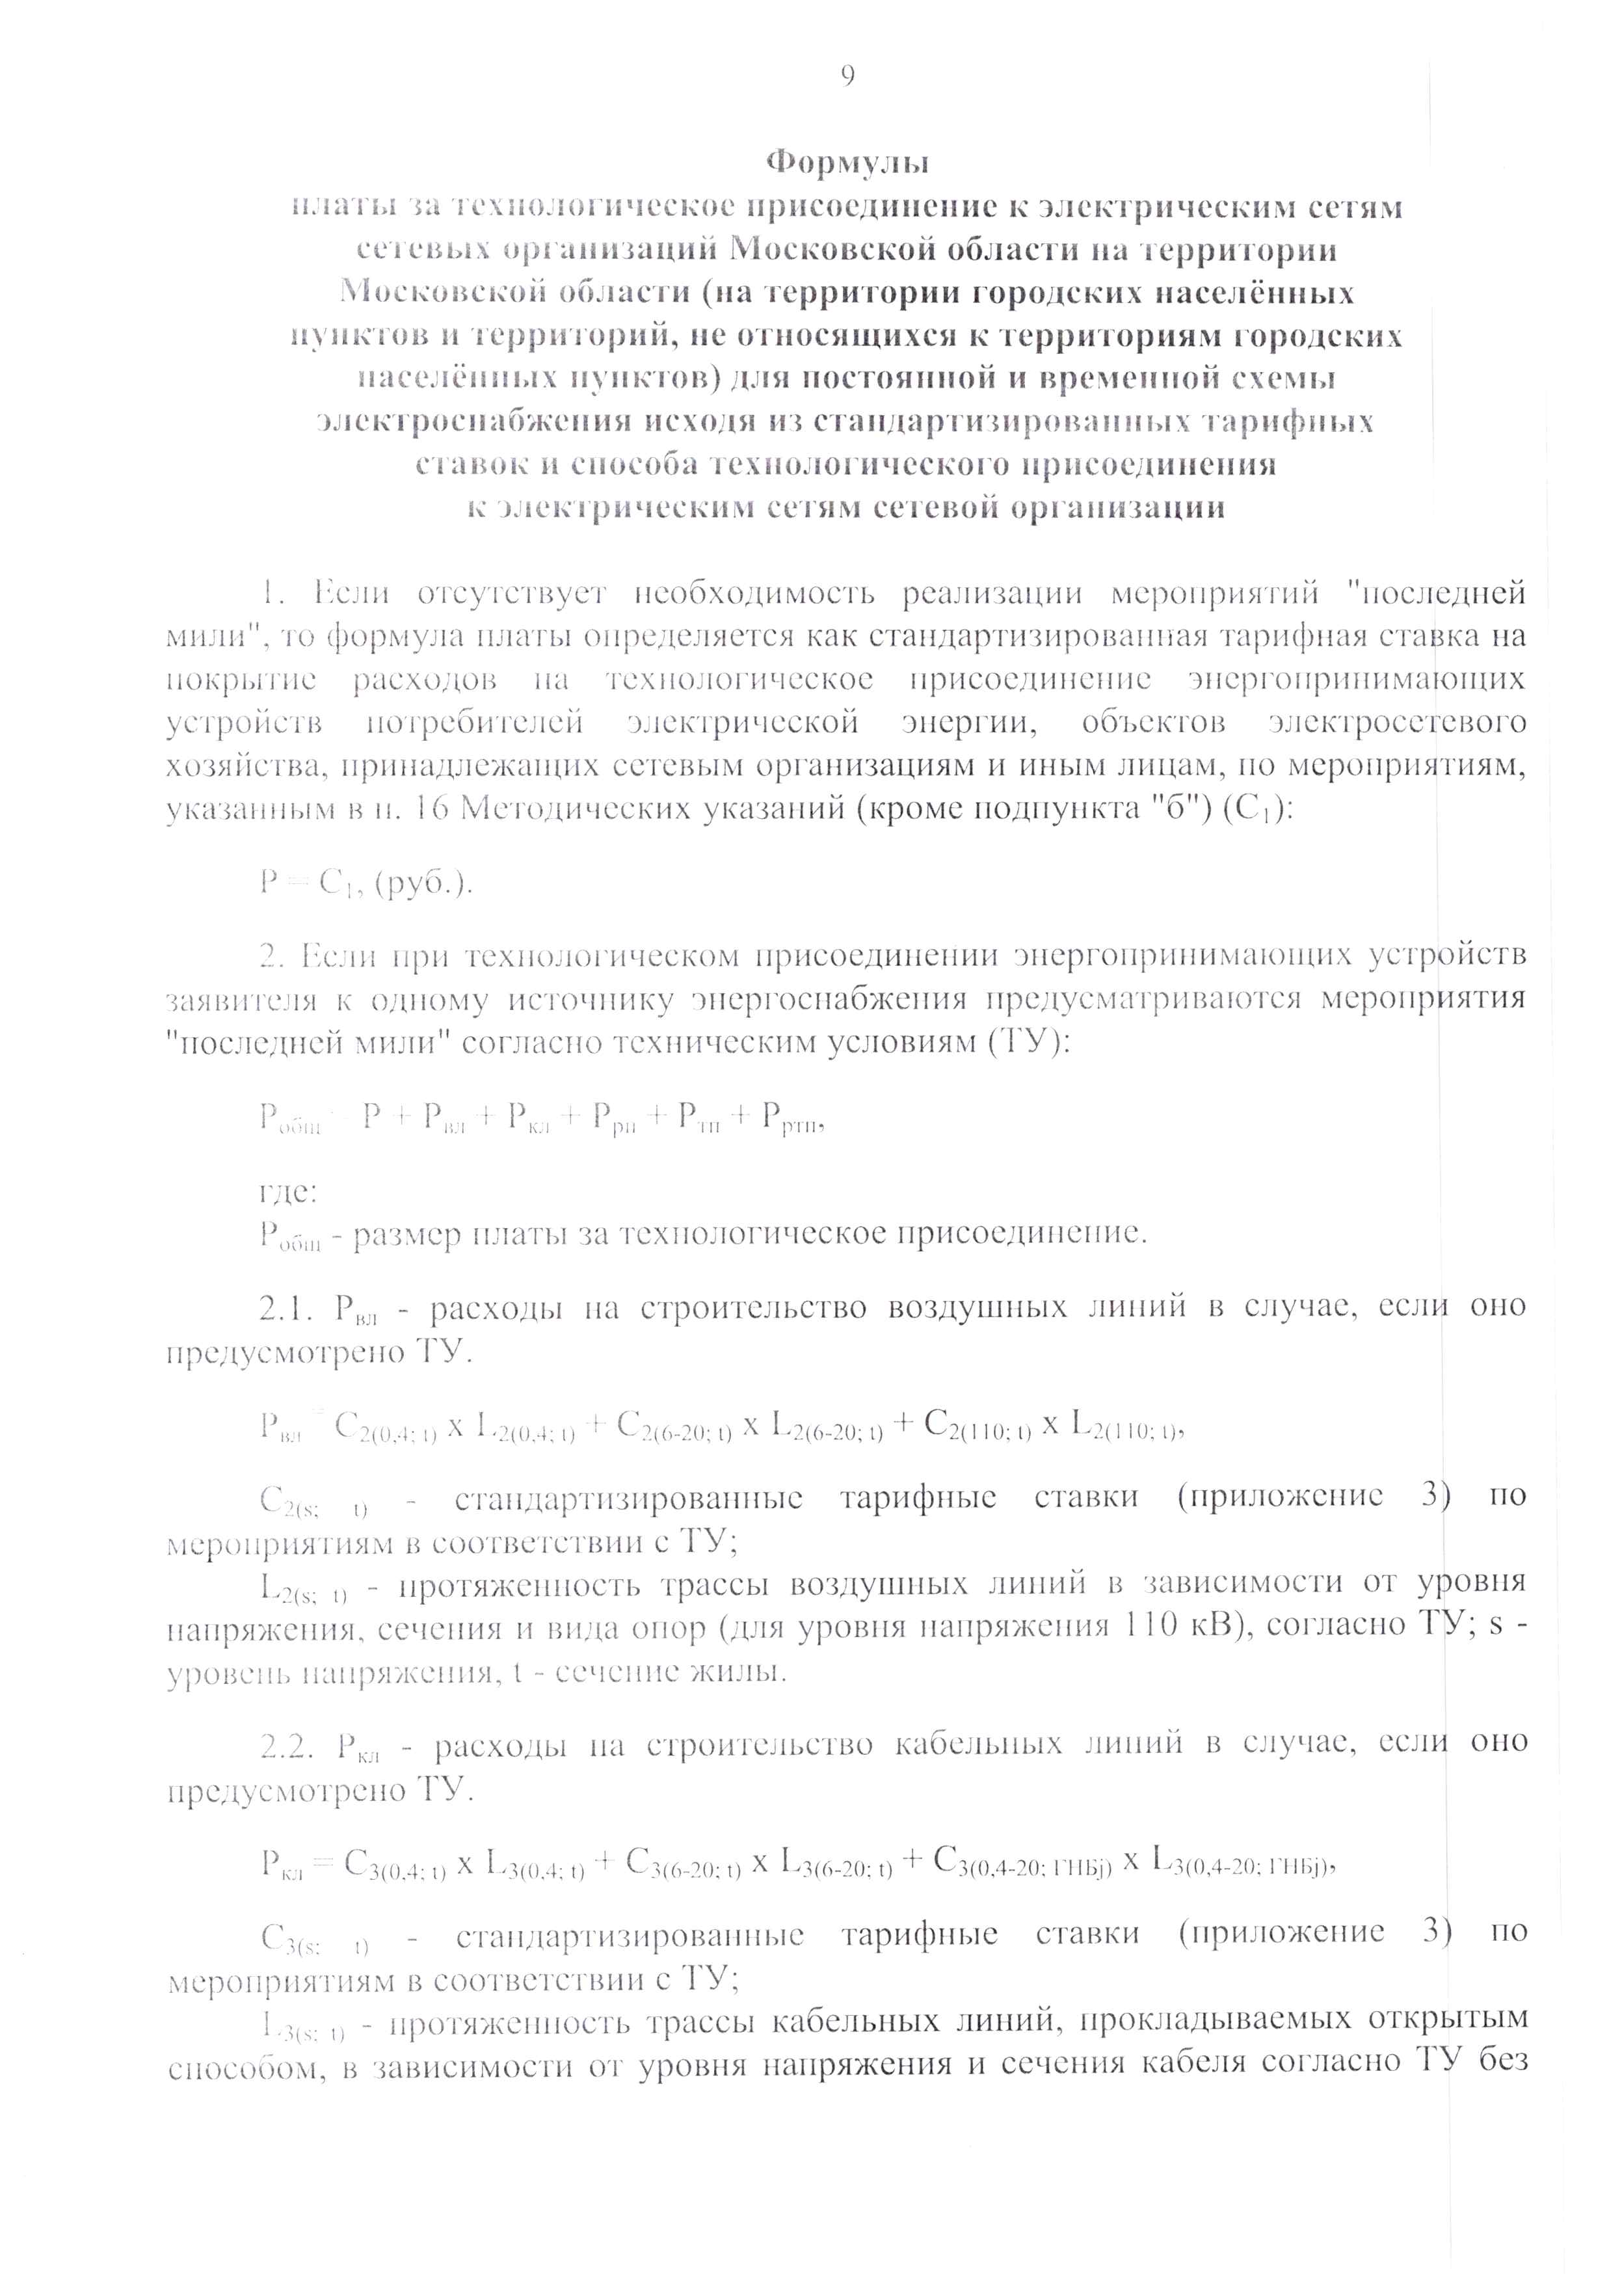 9
Формулы
платы за технологическое присоединение к электрическим сетям
сетевых организаций Московской области на территории
Московской области (на территории городских населённых
пунктов и территорий, не относящихся к территориям городских
населённых пунктов) для постоянной и временной схемы
электроснабжения исходя из стандартизированных тарифных
ставок и способа технологического присоединения
к электрическим сетям сетевой организации
1. Если отсутствует необходимость реализации мероприятий "последней
мили", то формула платы определяется как стандартизированная тарифная ставка на
покрытие расходов на технологическое присоединение энергопринимающих
устройств потребителей электрической энергии, объектов электросетевого
хозяйства, принадлежащих сетевым организациям и иным лицам, по мероприятиям,
указанным в п. 16 Методических указаний (кроме подпункта "б") (C₁):
P = C₁, (руб.).
2. Если при технологическом присоединении энергопринимающих устройств
заявителя к одному источнику энергоснабжения предусматриваются мероприятия
"последней мили" согласно техническим условиям (ТУ):
Pобщ = P + Pвл + Pкл + Pрп + Pтп + Pртп,
где:
Pобщ - размер платы за технологическое присоединение.
2.1. Pвл - расходы на строительство воздушных линий в случае, если оно
предусмотрено ТУ.
Pвл = C2(0,4; t) x L2(0,4; t) + C2(6-20; t) x L2(6-20; t) + C2(110; t) x L2(110; t),
C2(s; t) - стандартизированные тарифные ставки (приложение 3) по
мероприятиям в соответствии с ТУ;
L2(s; t) - протяженность трассы воздушных линий в зависимости от уровня
напряжения, сечения и вида опор (для уровня напряжения 110 кВ), согласно ТУ; s -
уровень напряжения, t - сечение жилы.
2.2. Pкл - расходы на строительство кабельных линий в случае, если оно
предусмотрено ТУ.
Pкл = C3(0,4; t) x L3(0,4; t) + C3(6-20; t) x L3(6-20; t) + C3(0,4-20; ГНБj) x L3(0,4-20; ГНБj),
C3(s; t) - стандартизированные тарифные ставки (приложение 3) по
мероприятиям в соответствии с ТУ;
L3(s; t) - протяженность трассы кабельных линий, прокладываемых открытым
способом, в зависимости от уровня напряжения и сечения кабеля согласно ТУ без